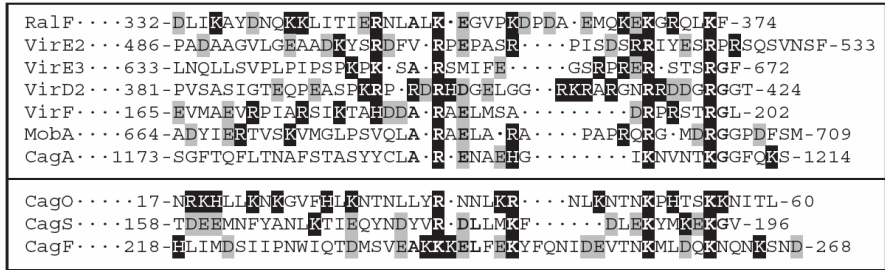 RalF····332-DLIKAYDNQKKLITIERNLALK·EGVPKDPDA·EMQKEKGRQLKF-374
VirE2···486-PADAAGVLGEAADKYSRDFV·RPEPASR····PISDSRRIYESRPRSQSVNSF-533
VirE3···633-LNQLLSVPLPIPSPKPK·SA·RSMIFE·····GSRPRER·STSRGF-672
VirD2···381-PVSASIGTEQPEASPKRP·RDRHDGELGG··RKRARGNRRDDGRGGT-424
VirF····165-EVMAEVRPIARSIKTAHDDA·RAELMSA········DRPRSTRGL-202
MobA····664-ADYIERTVSKVMGLPSVQLA·RAELA·RA····PAPRQRG·MDRGGPDFSM-709
CagA···1173-SGFTQFLTNAFSTASYYCLA·R·ENAEHG········IKNVNTKGGFQKS-1214
CagO····17-NRKHLLKNKGVFHLKNTNLLYR·NNLKR····NLKNTNKPHTSKKNITL-60
CagS····158-TDEEMNFYANLKTIEQYNDYVR·DLLMKF······DLEKYMKEKGV-196
CagF····218-HLIMDSIIPNWIQTDMSVEAKKKELFEKYFQNIDEVTNKMLDQKNQNKSND-268